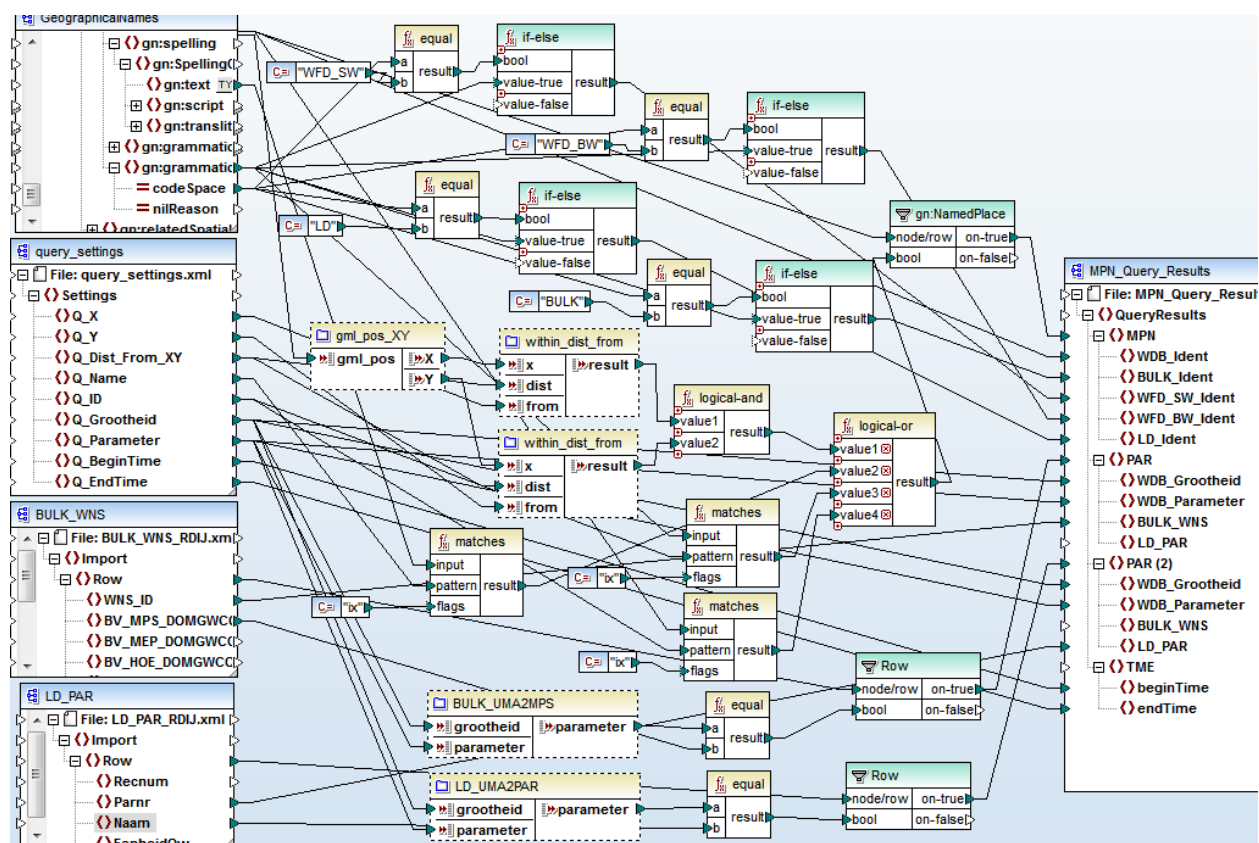 GeographicalNames
gn:spelling
gn:Spelling
gn:text TY
gn:script
gn:translit
gn:grammatic
gn:grammatic
codeSpace
nilReason
gn:relatedSpatial
query_settings
File: query_settings.xml
Settings
Q_X
Q_Y
Q_Dist_From_XY
Q_Name
Q_ID
Q_Grootheid
Q_Parameter
Q_BeginTime
Q_EndTime
BULK_WNS
File: BULK_WNS_RDIJ.xml
Import
Row
WNS_ID
BV_MPS_DOMGWCC
BV_MEP_DOMGWCC
BV_HOE_DOMGWCC
LD_PAR
File: LD_PAR_RDIJ.xml
Import
Row
Recnum
Parnr
Naam
C= "WFD_SW"
equal
a
b
result
if-else
bool
value-true
value-false
result
C= "WFD_BW"
equal
a
b
result
if-else
bool
value-true
value-false
result
C= "LD"
equal
a
b
result
if-else
bool
value-true
value-false
result
C= "BULK"
equal
a
b
result
if-else
bool
value-true
value-false
result
gn:NamedPlace
node/row on-true
bool on-false
gml_pos_XY
gml_pos X
Y
within_dist_from
x result
dist
from
within_dist_from
x result
dist
from
logical-and
value1
value2
result
logical-or
value1
value2
value3
value4
result
matches
input
pattern
flags
result
C= "ix"
matches
input
pattern
flags
result
C= "ix"
matches
input
pattern
flags
result
C= "ix"
BULK_UMA2MPS
grootheid parameter
parameter
equal
a
b
result
Row
node/row on-true
bool on-false
LD_UMA2PAR
grootheid parameter
parameter
equal
a
b
result
Row
node/row on-true
bool on-false
MPN_Query_Results
File: MPN_Query_Resul
QueryResults
MPN
WDB_Ident
BULK_Ident
WFD_SW_Ident
WFD_BW_Ident
LD_Ident
PAR
WDB_Grootheid
WDB_Parameter
BULK_WNS
LD_PAR
PAR (2)
WDB_Grootheid
WDB_Parameter
BULK_WNS
LD_PAR
TME
beginTime
endTime